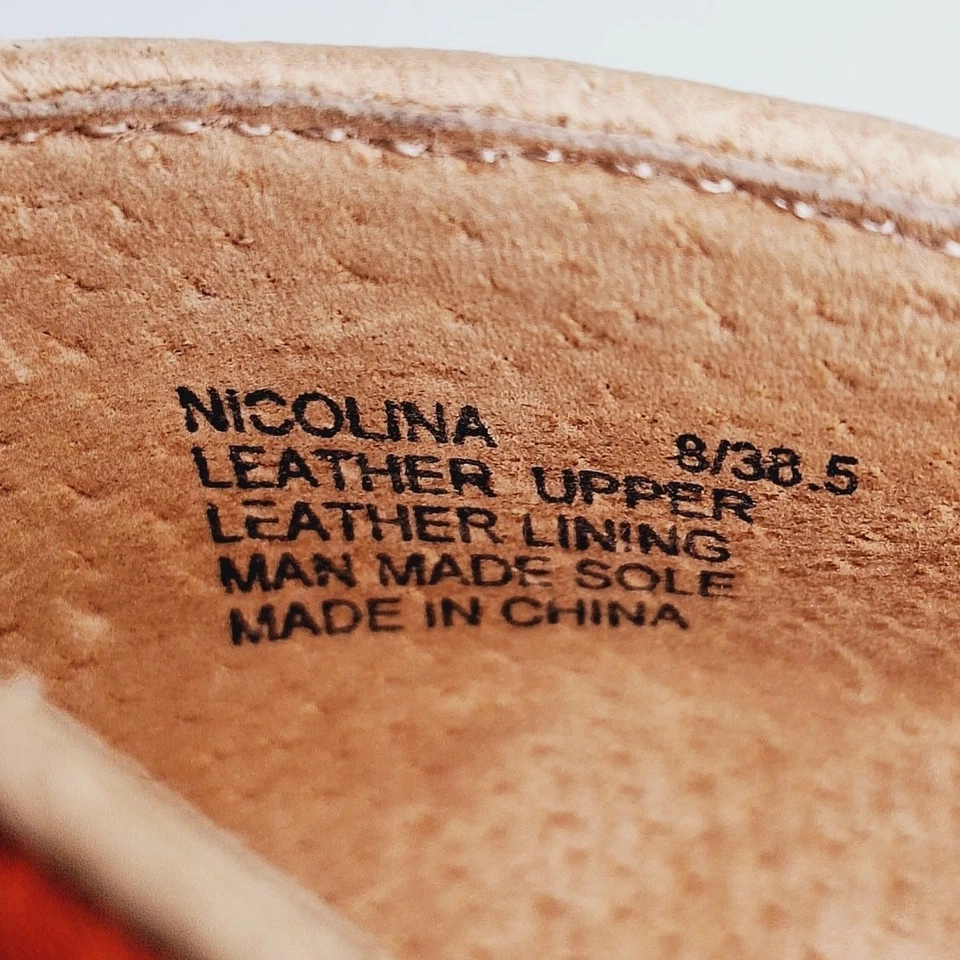 NICOLINA 8/38.5
LEATHER UPPER
LEATHER LINING
MAN MADE SOLE
MADE IN CHINA